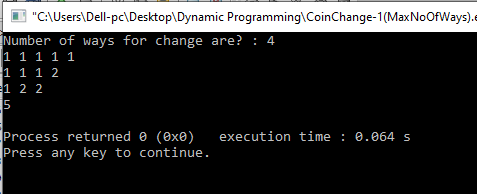 "C:\Users\Dell-pc\Desktop\Dynamic Programming\CoinChange-1(MaxNoOfWays).e
Number of ways for change are? : 4
1 1 1 1 1
1 1 1 2
1 2 2
5
Process returned 0 (0x0)   execution time : 0.064 s
Press any key to continue.